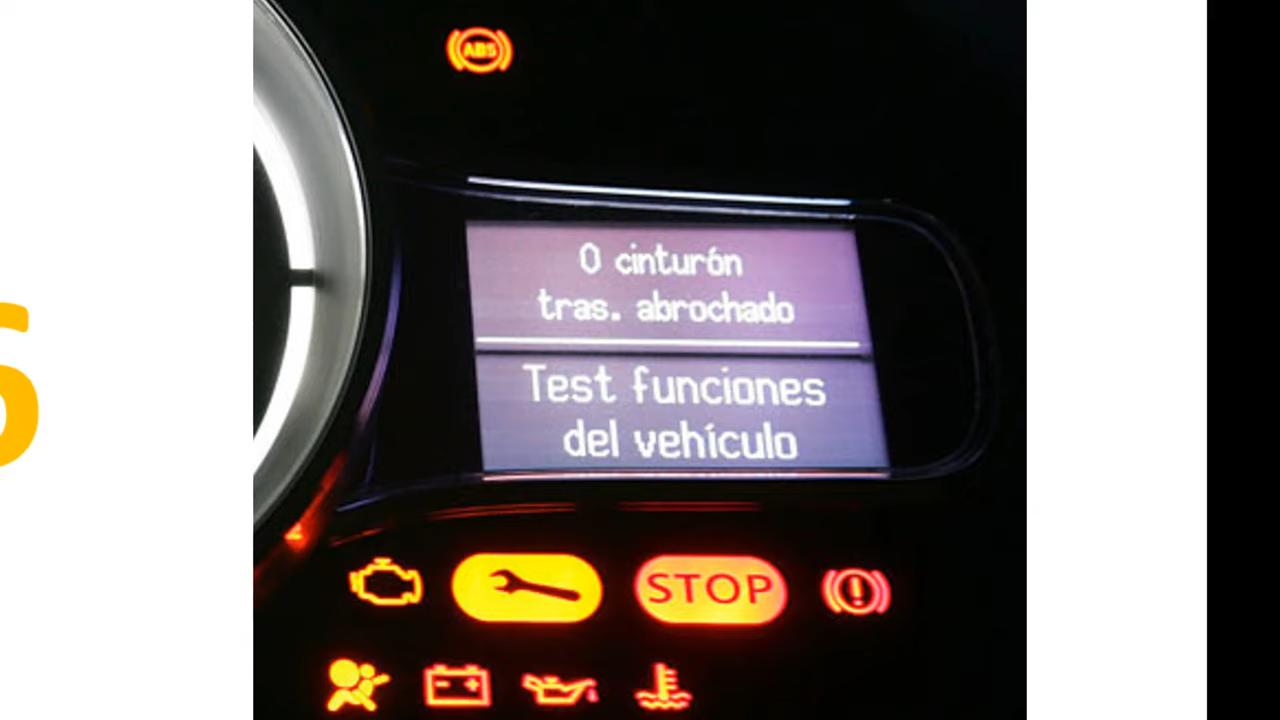 ABS
0 cinturón
tras. abrochado
Test funciones
del vehículo
STOP